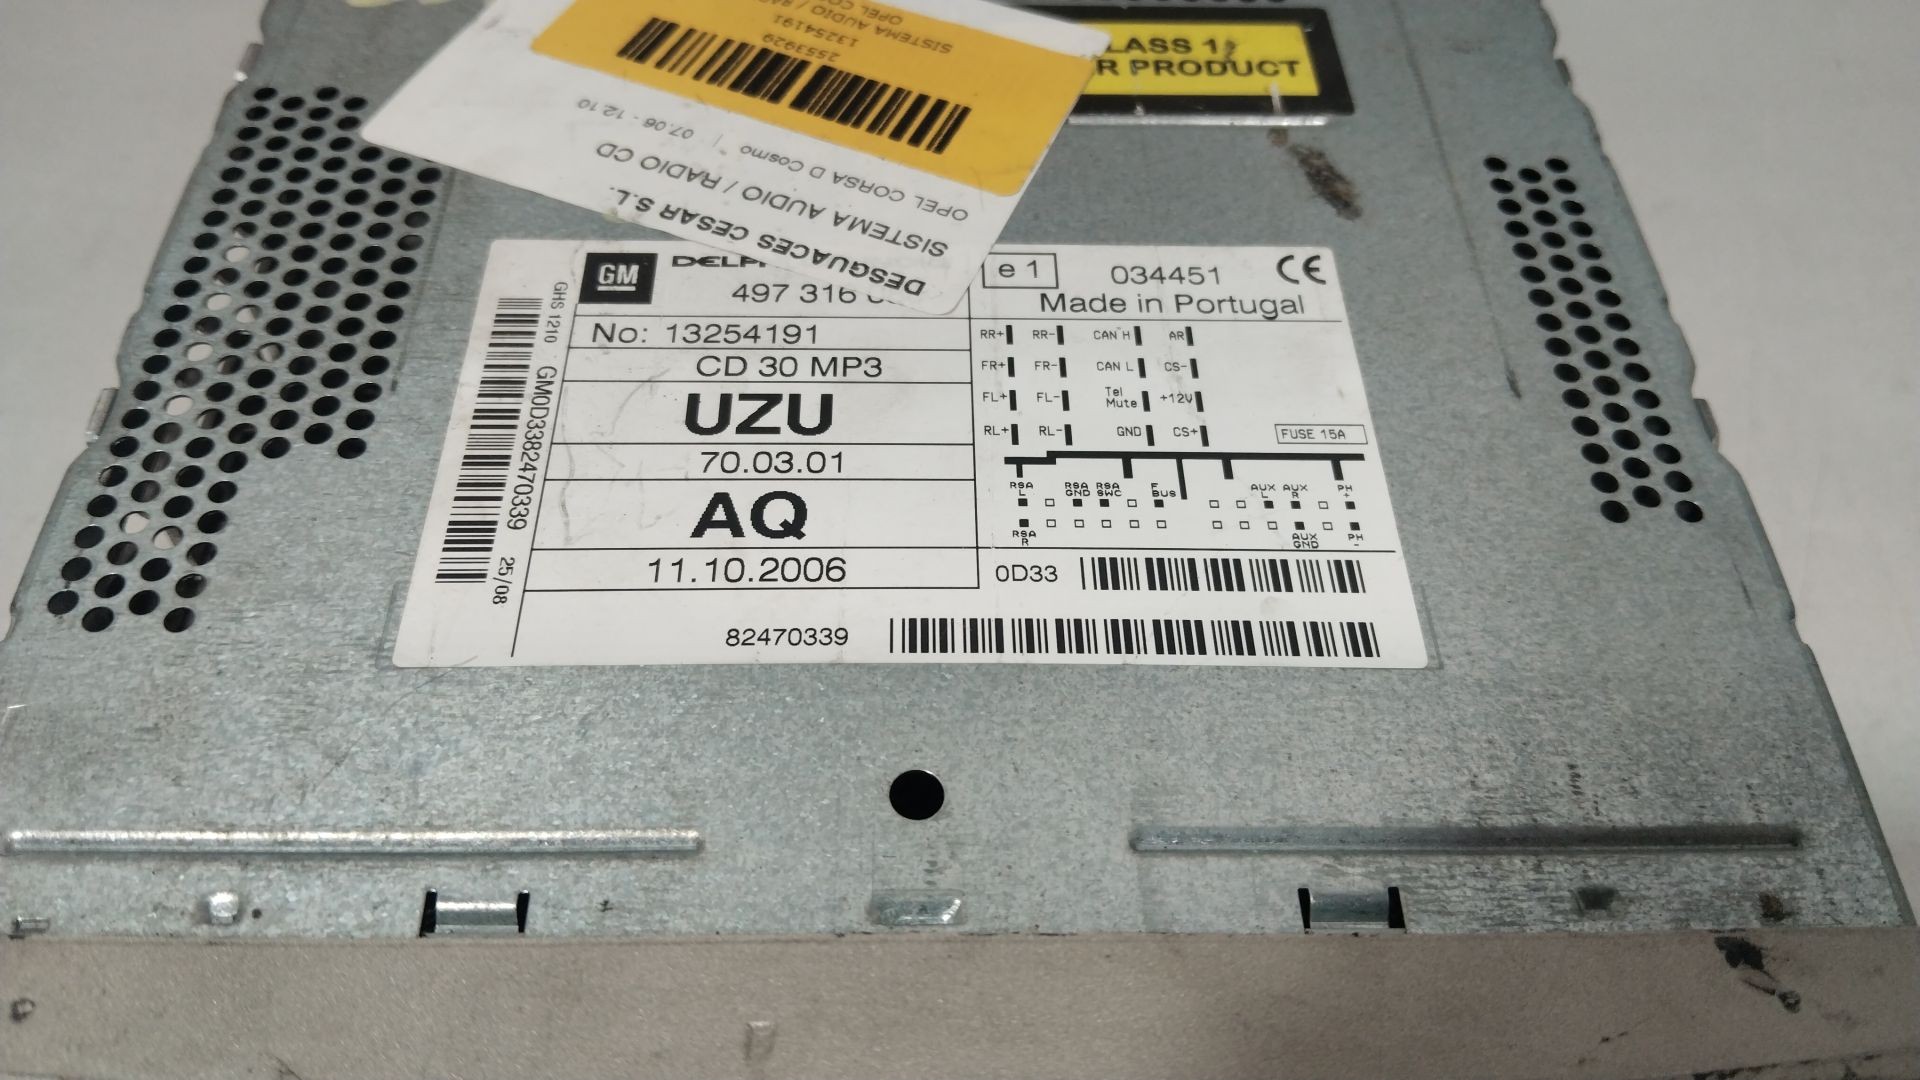 SISTEMA AUDIO /
13254191
2553929
OPEL CORSA D Cosmo | 07.06 - 12.10
SISTEMA AUDIO / RADIO CD
DESGUACES CESAR S.L.
LASS 1
R PRODUCT
GM
497 316
e 1
034451
CE
Made in Portugal
No: 13254191
CD 30 MP3
UZU
70.03.01
AQ
11.10.2006
82470339
GHS 1210 GM0D3382470339 25/08
RR+ RR- CAN H AR
FR+ FR- CAN L CS-
FL+ FL- Tel Mute +12V
RL+ RL- GND CS+
FUSE 15A
RSA L RSA GND RSA SWC F BUS AUX L AUX R PH +
RSA R AUX GND PH -
0D33